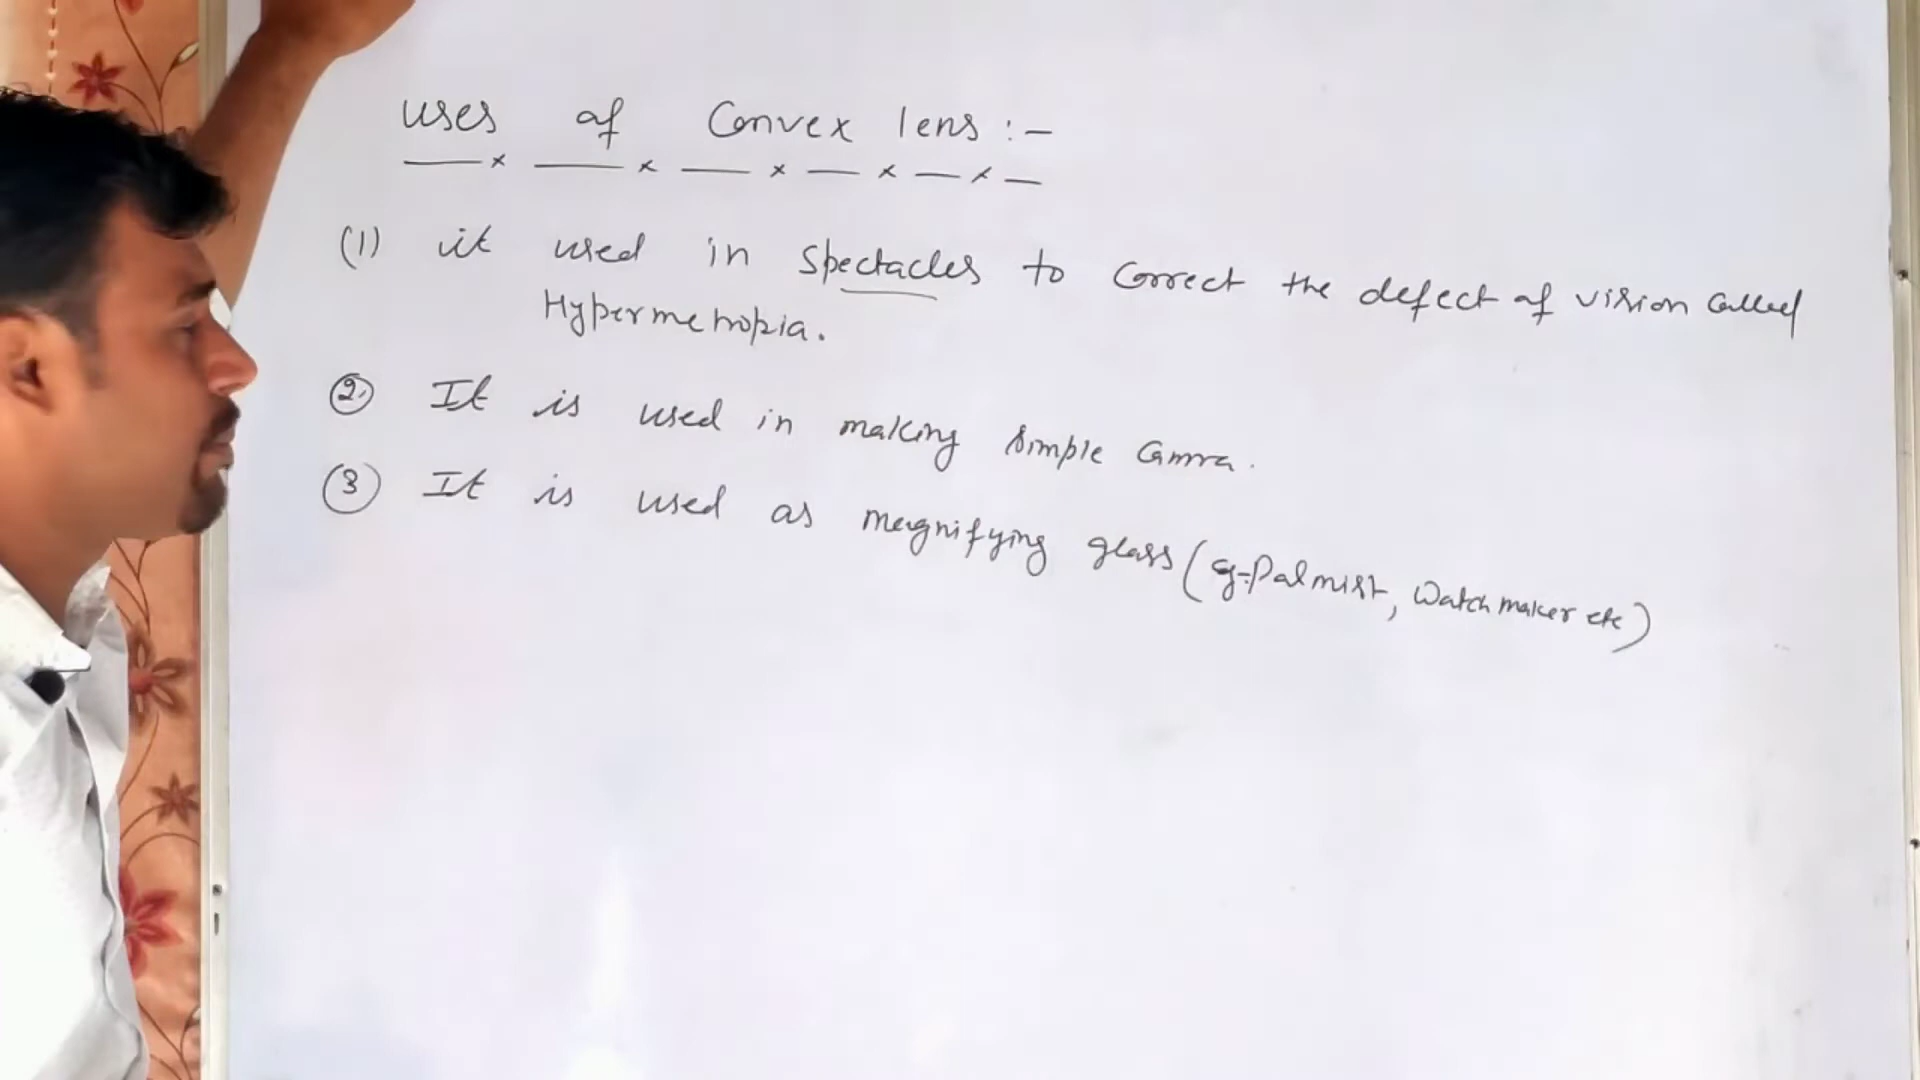 uses of Convex lens :-
(1) it used in Spectacles to Correct the defect of vision Called
Hypermetropia.
(2) It is used in making Simple Camra.
(3) It is used as magnifying glass (eg-Palmist, Watch maker etc)